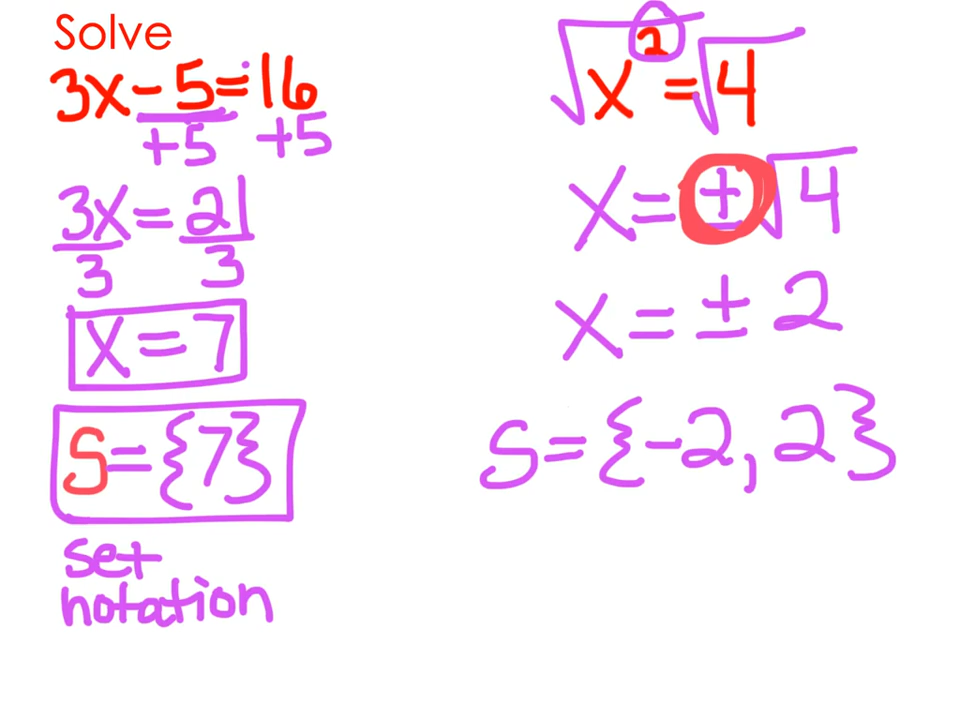 Solve
3x - 5 = 16
+5 +5
3x = 21
3 3
x = 7
S = {7}
set
notation
√x² = √4
x = ±√4
x = ± 2
S = {-2, 2}